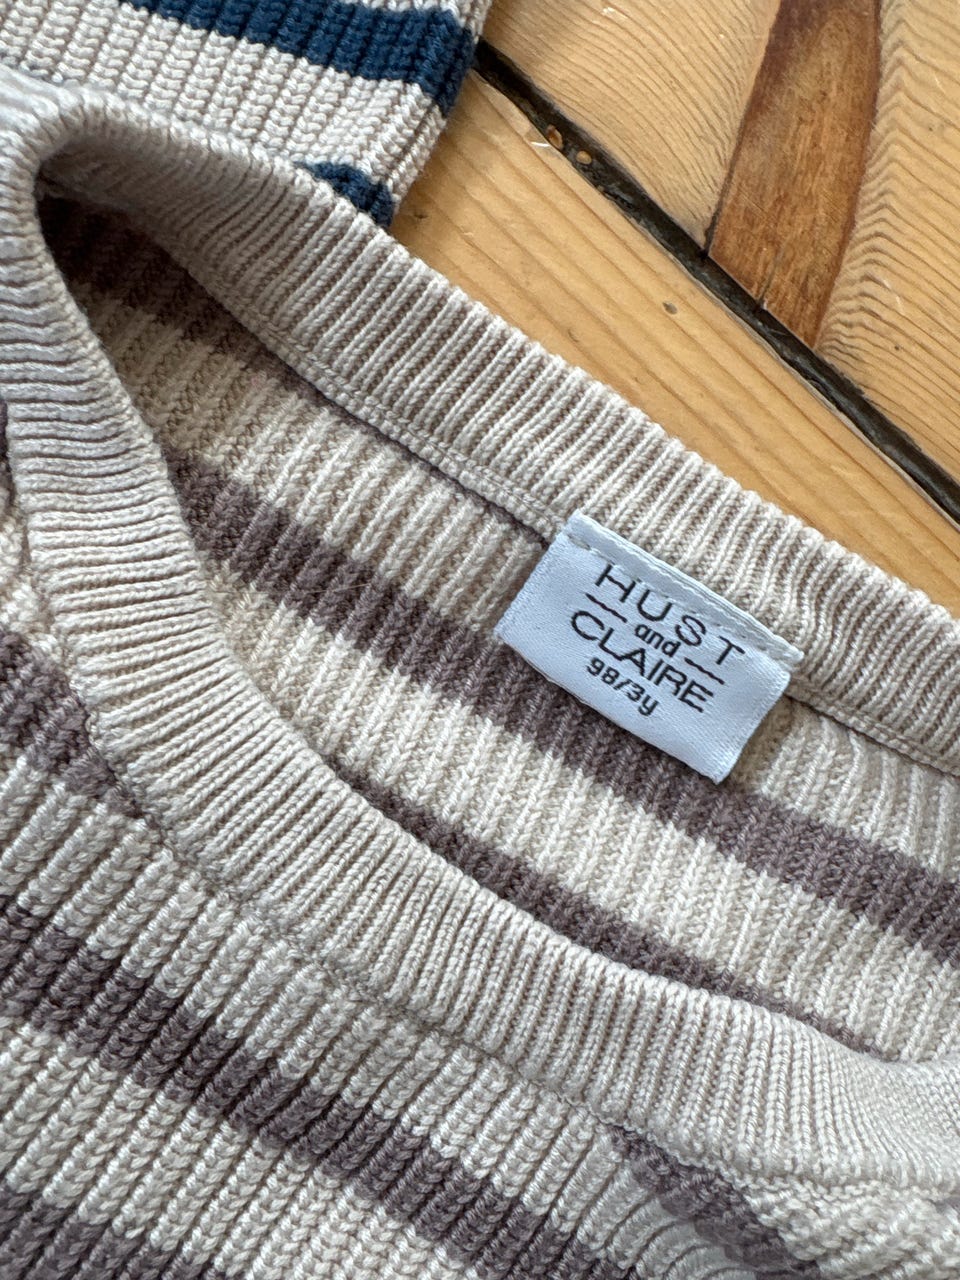 HUST
and
CLAIRE
98/3y